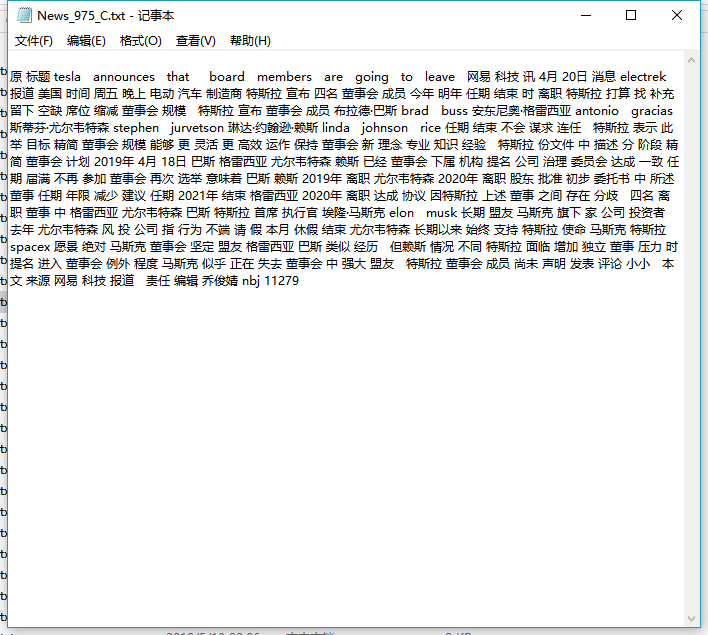 News_975_C.txt - 记事本
文件(F) 编辑(E) 格式(O) 查看(V) 帮助(H)
原 标题 tesla announces that board members are going to leave 网易 科技 讯 4月 20日 消息 electrek
报道 美国 时间 周五 晚上 电动 汽车 制造商 特斯拉 宣布 四名 董事会 成员 今年 明年 任期 结束 时 离职 特斯拉 打算 找 补充
留下 空缺 席位 缩减 董事会 规模 特斯拉 宣布 董事会 成员 布拉德·巴斯 brad buss 安东尼奥·格雷西亚 antonio gracias
斯蒂芬·尤尔韦特森 stephen jurvetson 琳达·约翰逊·赖斯 linda johnson rice 任期 结束 不会 谋求 连任 特斯拉 表示 此
举 目标 精简 董事会 规模 能够 更 灵活 更 高效 运作 保持 董事会 新 理念 专业 知识 经验 特斯拉 份文件 中 描述 分 阶段 精
简 董事会 计划 2019年 4月 18日 巴斯 格雷西亚 尤尔韦特森 赖斯 已经 董事会 下属 机构 提名 公司 治理 委员会 达成 一致 任
期 届满 不再 参加 董事会 再次 选举 意味着 巴斯 赖斯 2019年 离职 尤尔韦特森 2020年 离职 股东 批准 初步 委托书 中 所述
董事 任期 年限 减少 建议 任期 2021年 结束 格雷西亚 2020年 离职 达成 协议 因特斯拉 上述 董事 之间 存在 分歧 四名 离
职 董事 中 格雷西亚 尤尔韦特森 巴斯 特斯拉 首席 执行官 埃隆·马斯克 elon musk 长期 盟友 马斯克 旗下 家 公司 投资者
去年 尤尔韦特森 风 投 公司 指 行为 不端 请 假 本月 休假 结束 尤尔韦特森 长期以来 始终 支持 特斯拉 使命 马斯克 特斯拉
spacex 愿景 绝对 马斯克 董事会 坚定 盟友 格雷西亚 巴斯 类似 经历 但赖斯 情况 不同 特斯拉 面临 增加 独立 董事 压力 时
提名 进入 董事会 例外 程度 马斯克 似乎 正在 失去 董事会 中 强大 盟友 特斯拉 董事会 成员 尚未 声明 发表 评论 小小 本
文 来源 网易 科技 报道 责任 编辑 乔俊婧 nbj 11279